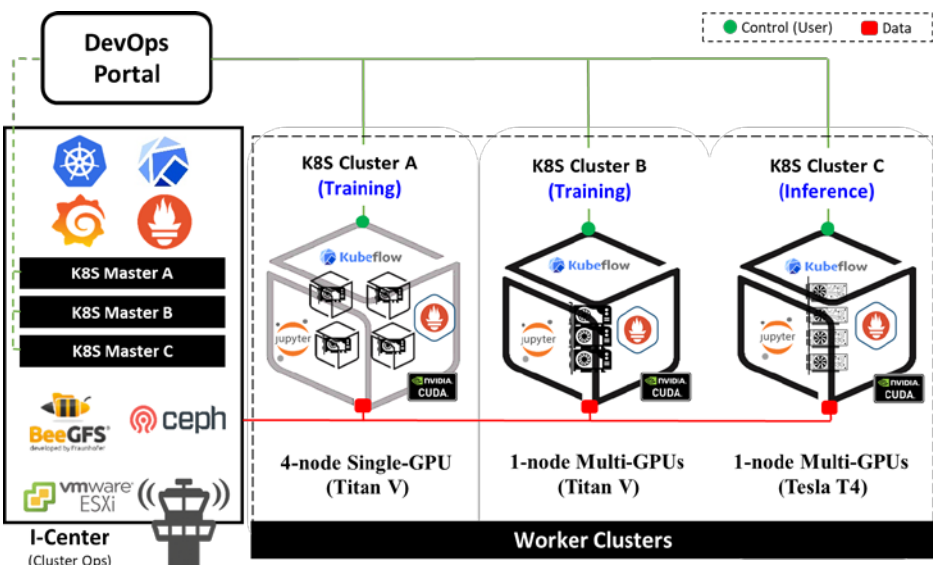 DevOps
Portal
Control (User)
Data
K8S Cluster A
(Training)
K8S Cluster B
(Training)
K8S Cluster C
(Inference)
Kubeflow
Kubeflow
Kubeflow
K8S Master A
K8S Master B
K8S Master C
jupyter
jupyter
jupyter
NVIDIA.
CUDA.
NVIDIA.
CUDA.
NVIDIA.
CUDA.
BeeGFS®
developed by Fraunhofer
ceph
vmware®
ESXi
I-Center
(Cluster Ops)
4-node Single-GPU
(Titan V)
1-node Multi-GPUs
(Titan V)
1-node Multi-GPUs
(Tesla T4)
Worker Clusters